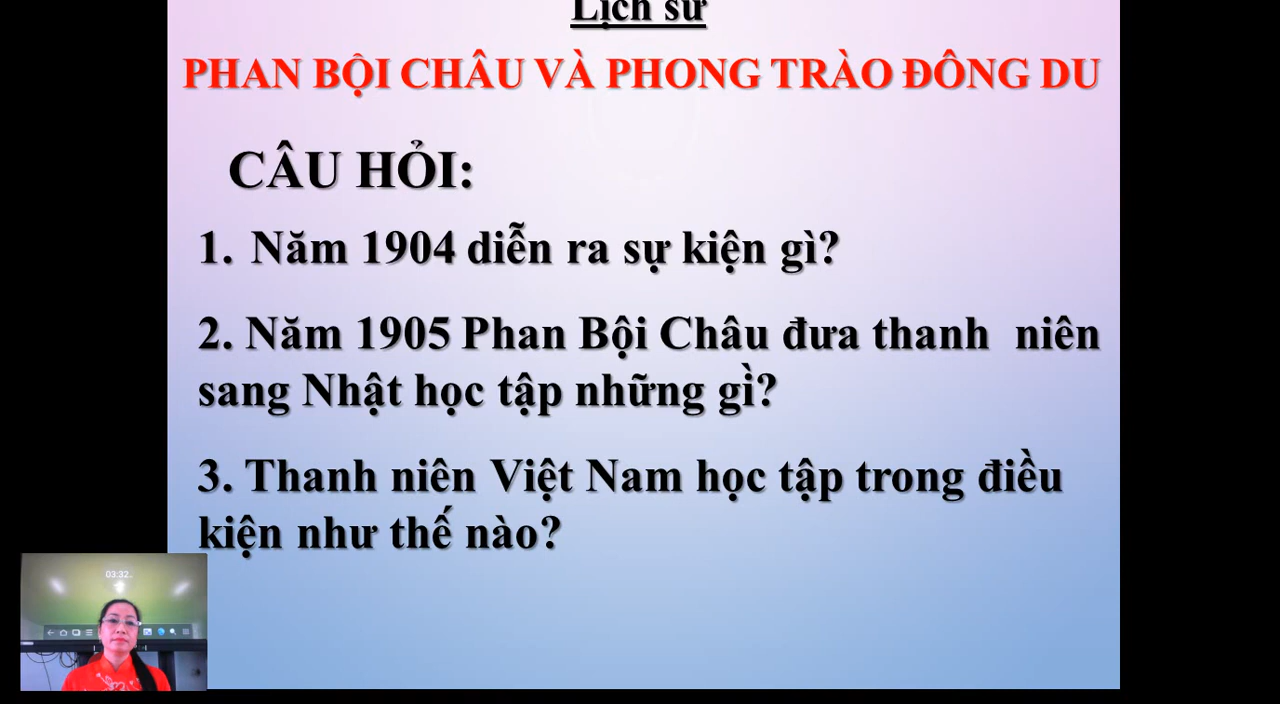 Lịch sử
PHAN BỘI CHÂU VÀ PHONG TRÀO ĐÔNG DU
CÂU HỎI:
1. Năm 1904 diễn ra sự kiện gì?
2. Năm 1905 Phan Bội Châu đưa thanh niên
sang Nhật học tập những gì?
3. Thanh niên Việt Nam học tập trong điều
kiện như thế nào?
03:32